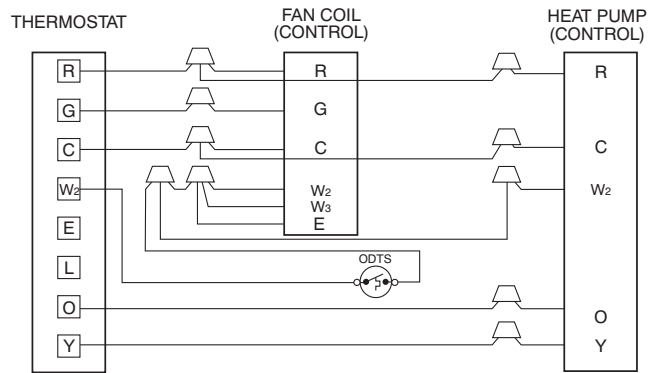 THERMOSTAT
FAN COIL
(CONTROL)
HEAT PUMP
(CONTROL)
R
R
R
G
G
C
C
C
W2
W2
W2
W3
E
E
L
ODTS
O
O
Y
Y